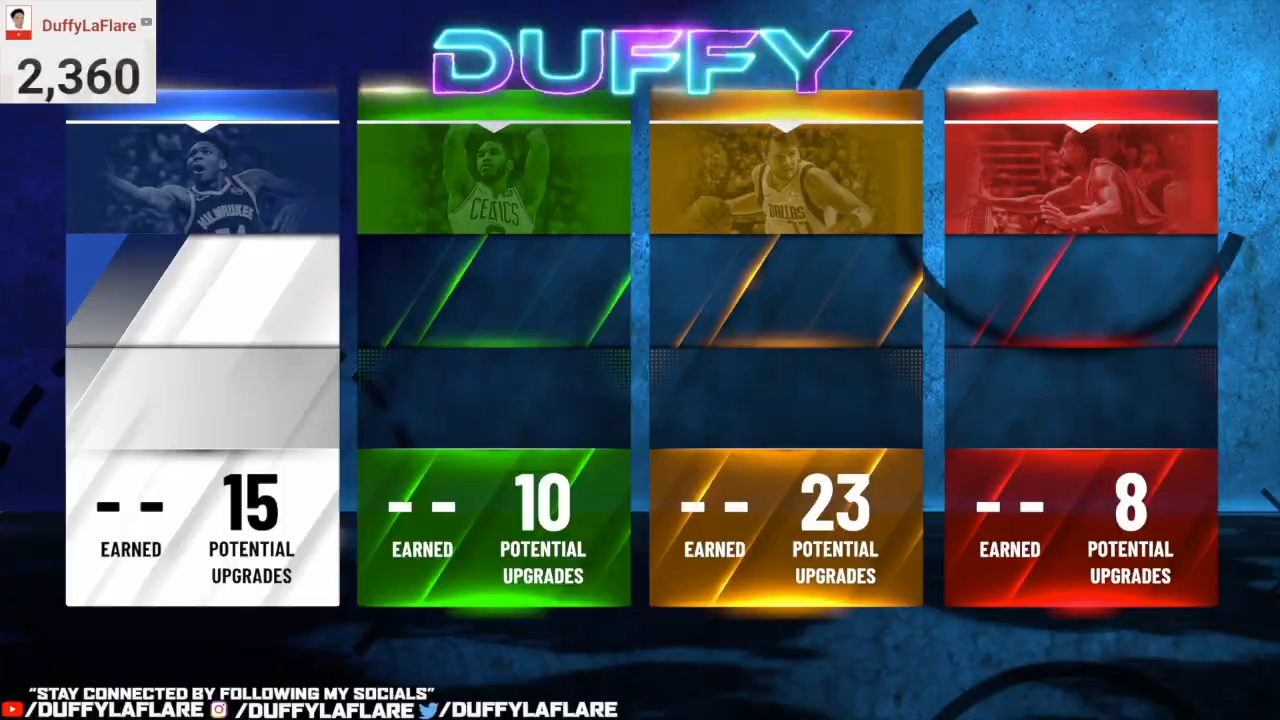 DuffyLaFlare
2,360
DUFFY
MILWAUKEE
CELTICS
DALLAS
-- 15
EARNED POTENTIAL
UPGRADES
-- 10
EARNED POTENTIAL
UPGRADES
-- 23
EARNED POTENTIAL
UPGRADES
-- 8
EARNED POTENTIAL
UPGRADES
"STAY CONNECTED BY FOLLOWING MY SOCIALS"
/DUFFYLAFLARE /DUFFYLAFLARE /DUFFYLAFLARE